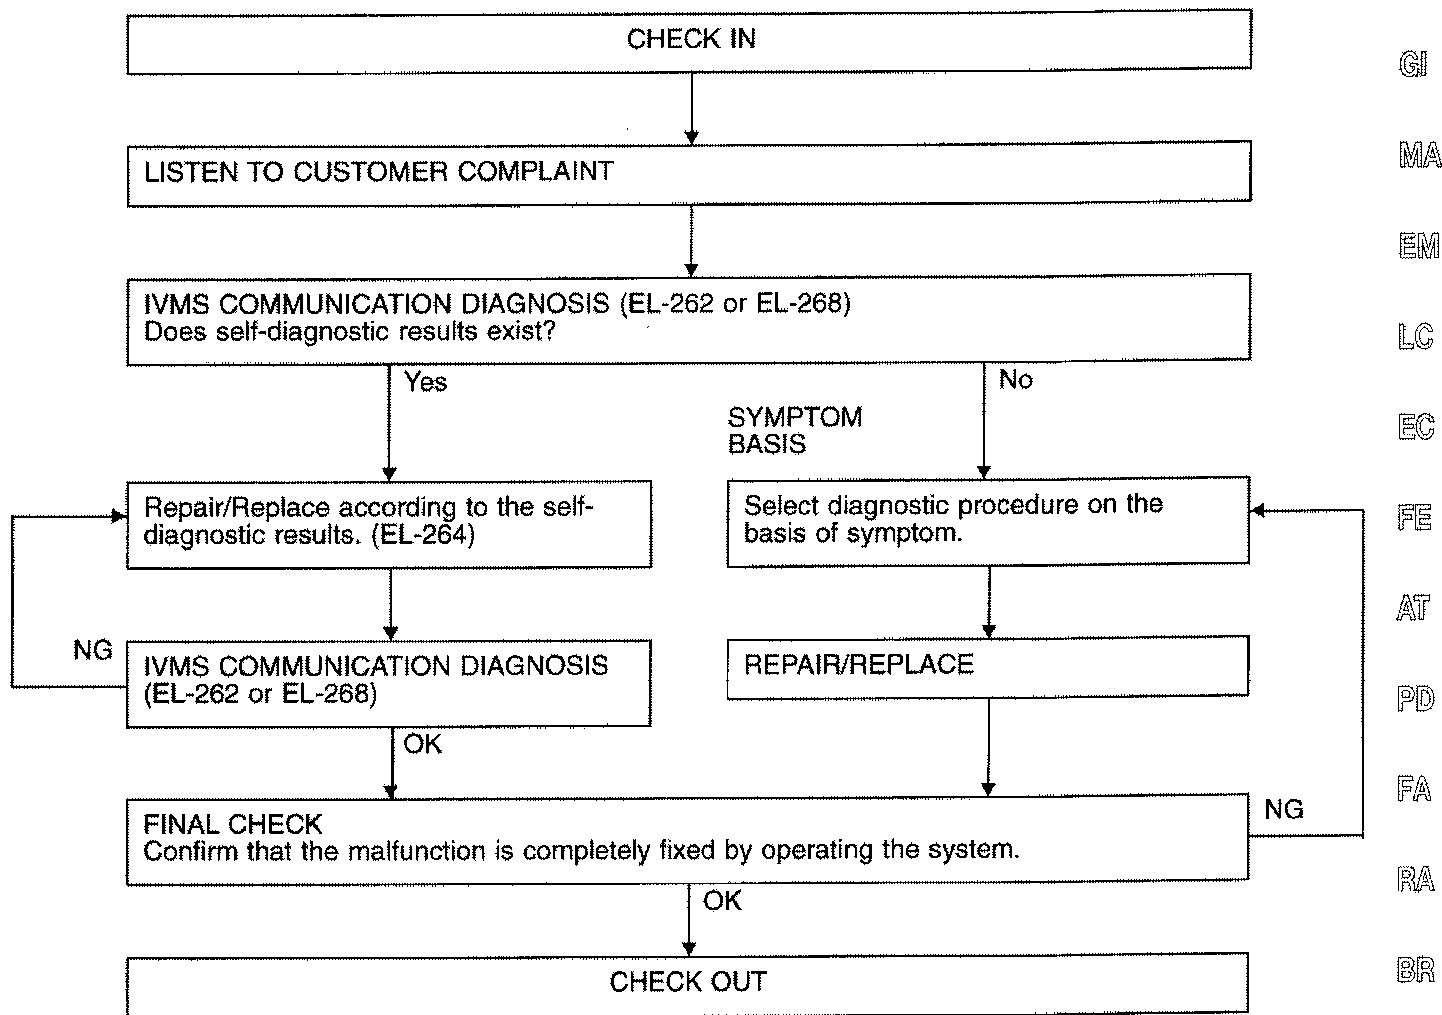 CHECK IN
LISTEN TO CUSTOMER COMPLAINT
IVMS COMMUNICATION DIAGNOSIS (EL-262 or EL-268)
Does self-diagnostic results exist?
Yes
No
SYMPTOM
BASIS
Repair/Replace according to the self-
diagnostic results. (EL-264)
Select diagnostic procedure on the
basis of symptom.
NG
IVMS COMMUNICATION DIAGNOSIS
(EL-262 or EL-268)
REPAIR/REPLACE
OK
FINAL CHECK
Confirm that the malfunction is completely fixed by operating the system.
NG
OK
CHECK OUT
GI
MA
EM
LC
EC
FE
AT
PD
FA
RA
BR